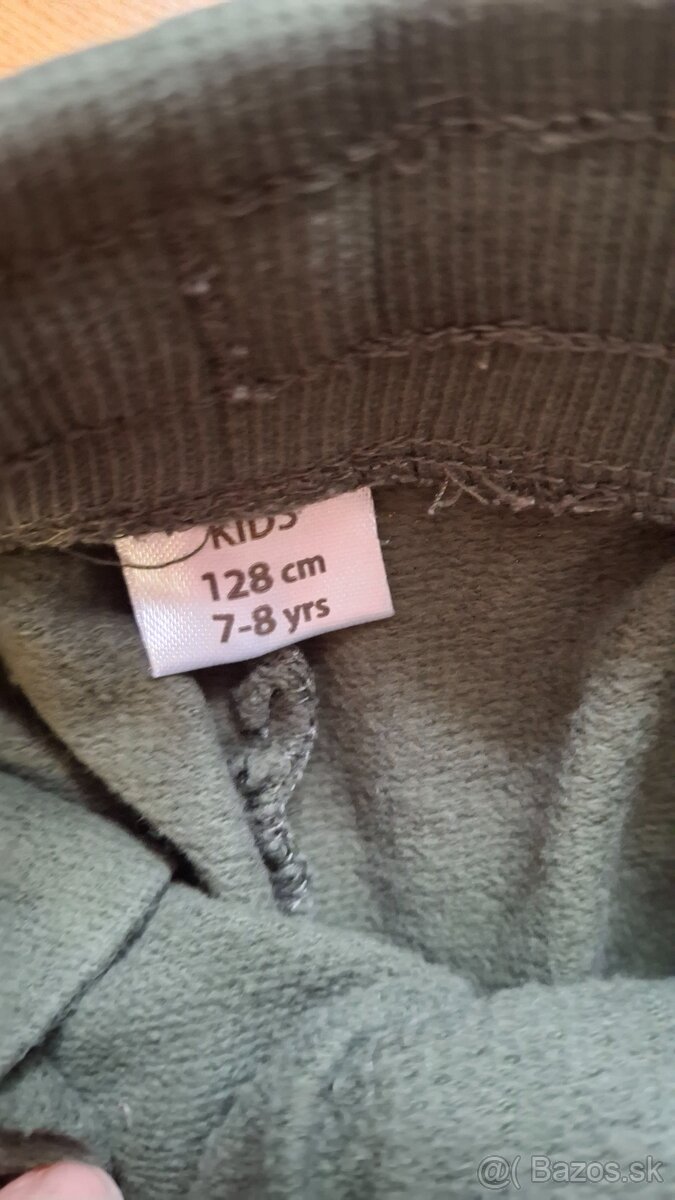 KIDS
128 cm
7-8 yrs
@( Bazos.sk